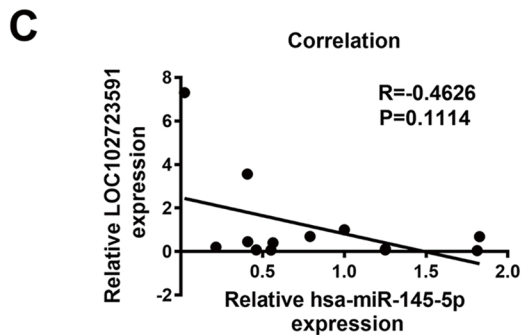 C
Correlation
R=-0.4626
P=0.1114
Relative LOC102723591
expression
8
6
4
2
0
-2
0.5
1.0
1.5
2.0
Relative hsa-miR-145-5p
expression